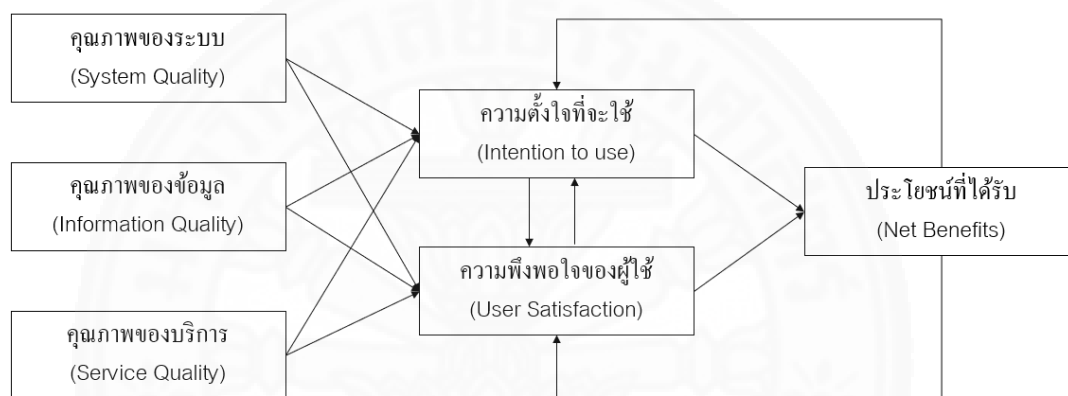 คุณภาพของระบบ
(System Quality)
คุณภาพของข้อมูล
(Information Quality)
คุณภาพของบริการ
(Service Quality)
ความตั้งใจที่จะใช้
(Intention to use)
ความพึงพอใจของผู้ใช้
(User Satisfaction)
ประโยชน์ที่ได้รับ
(Net Benefits)